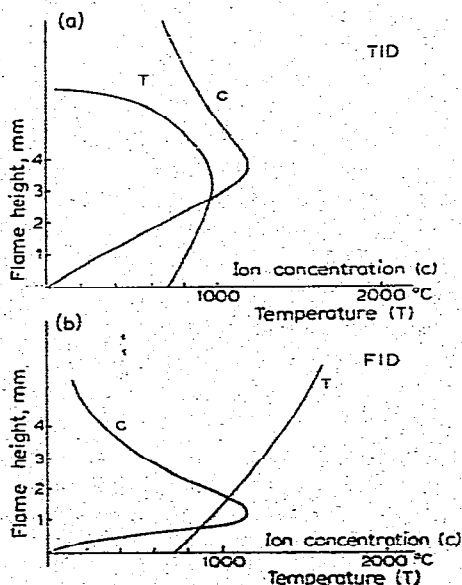 (a)
TID
T
C
Flame height, mm
4
3
2
1
Ion concentration (c)
1000
2000 °C
Temperature (T)
(b)
FID
T
C
Flame height, mm
4
3
2
1
Ion concentration (c)
1000
2000 °C
Temperature (T)